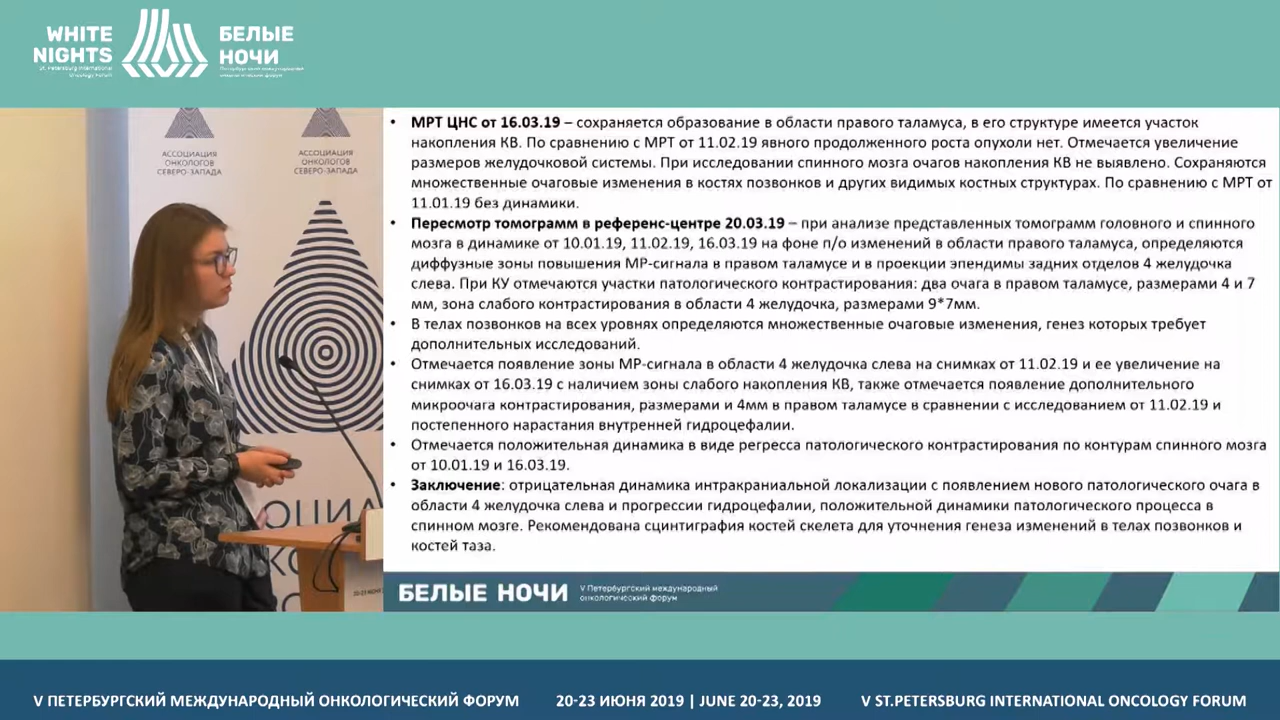 WHITE
NIGHTS
St. Petersburg International
Oncology Forum
БЕЛЫЕ
НОЧИ
Петербургский международный
онкологический форум
АССОЦИАЦИЯ
ОНКОЛОГОВ
СЕВЕРО-ЗАПАДА
АССОЦИАЦИЯ
ОНКОЛОГОВ
СЕВЕРО-ЗАПАДА
• МРТ ЦНС от 16.03.19 – сохраняется образование в области правого таламуса, в его структуре имеется участок
накопления КВ. По сравнению с МРТ от 11.02.19 явного продолженного роста опухоли нет. Отмечается увеличение
размеров желудочковой системы. При исследовании спинного мозга очагов накопления КВ не выявлено. Сохраняются
множественные очаговые изменения в костях позвонков и других видимых костных структурах. По сравнению с МРТ от
11.01.19 без динамики.
• Пересмотр томограмм в референс-центре 20.03.19 – при анализе представленных томограмм головного и спинного
мозга в динамике от 10.01.19, 11.02.19, 16.03.19 на фоне п/о изменений в области правого таламуса, определяются
диффузные зоны повышения МР-сигнала в правом таламусе и в проекции эпендимы задних отделов 4 желудочка
слева. При КУ отмечаются участки патологического контрастирования: два очага в правом таламусе, размерами 4 и 7
мм, зона слабого контрастирования в области 4 желудочка, размерами 9*7мм.
• В телах позвонков на всех уровнях определяются множественные очаговые изменения, генез которых требует
дополнительных исследований.
• Отмечается появление зоны МР-сигнала в области 4 желудочка слева на снимках от 11.02.19 и ее увеличение на
снимках от 16.03.19 с наличием зоны слабого накопления КВ, также отмечается появление дополнительного
микроочага контрастирования, размерами и 4мм в правом таламусе в сравнении с исследованием от 11.02.19 и
постепенного нарастания внутренней гидроцефалии.
• Отмечается положительная динамика в виде регресса патологического контрастирования по контурам спинного мозга
от 10.01.19 и 16.03.19.
• Заключение: отрицательная динамика интракраниальной локализации с появлением нового патологического очага в
области 4 желудочка слева и прогрессии гидроцефалии, положительной динамики патологического процесса в
спинном мозге. Рекомендована сцинтиграфия костей скелета для уточнения генеза изменений в телах позвонков и
костей таза.
БЕЛЫЕ НОЧИ
V Петербургский международный
онкологический форум
V ПЕТЕРБУРГСКИЙ МЕЖДУНАРОДНЫЙ ОНКОЛОГИЧЕСКИЙ ФОРУМ
20-23 ИЮНЯ 2019 | JUNE 20-23, 2019
V ST.PETERSBURG INTERNATIONAL ONCOLOGY FORUM